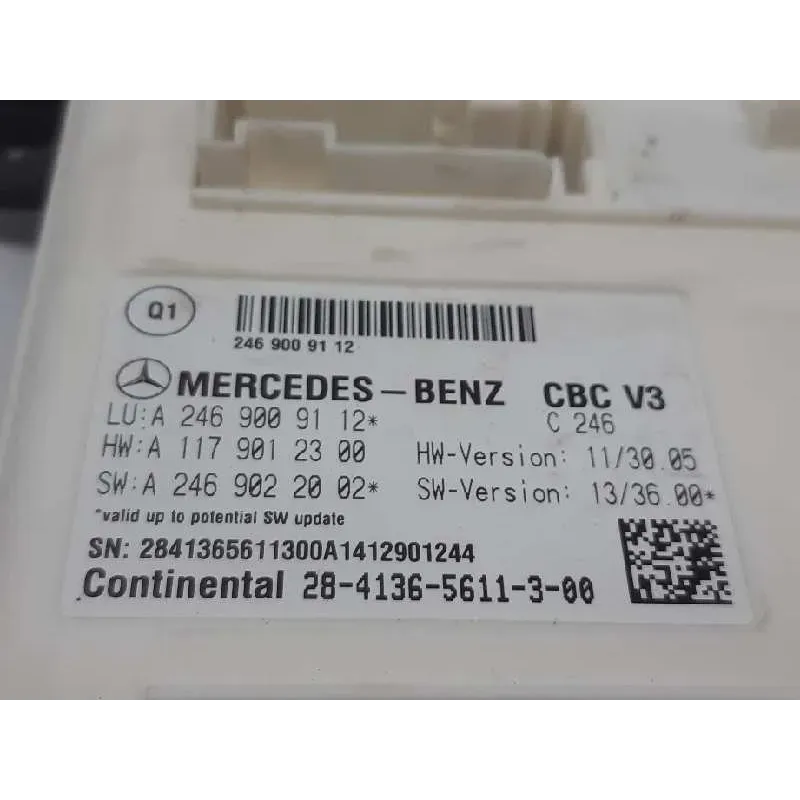 Q1
246 900 91 12
MERCEDES-BENZ CBC V3
LU:A 246 900 91 12* C 246
HW:A 117 901 23 00 HW-Version: 11/30.05
SW:A 246 902 20 02* SW-Version: 13/36.00*
*valid up to potential SW update
SN: 2841365611300A1412901244
Continental 28-4136-5611-3-00